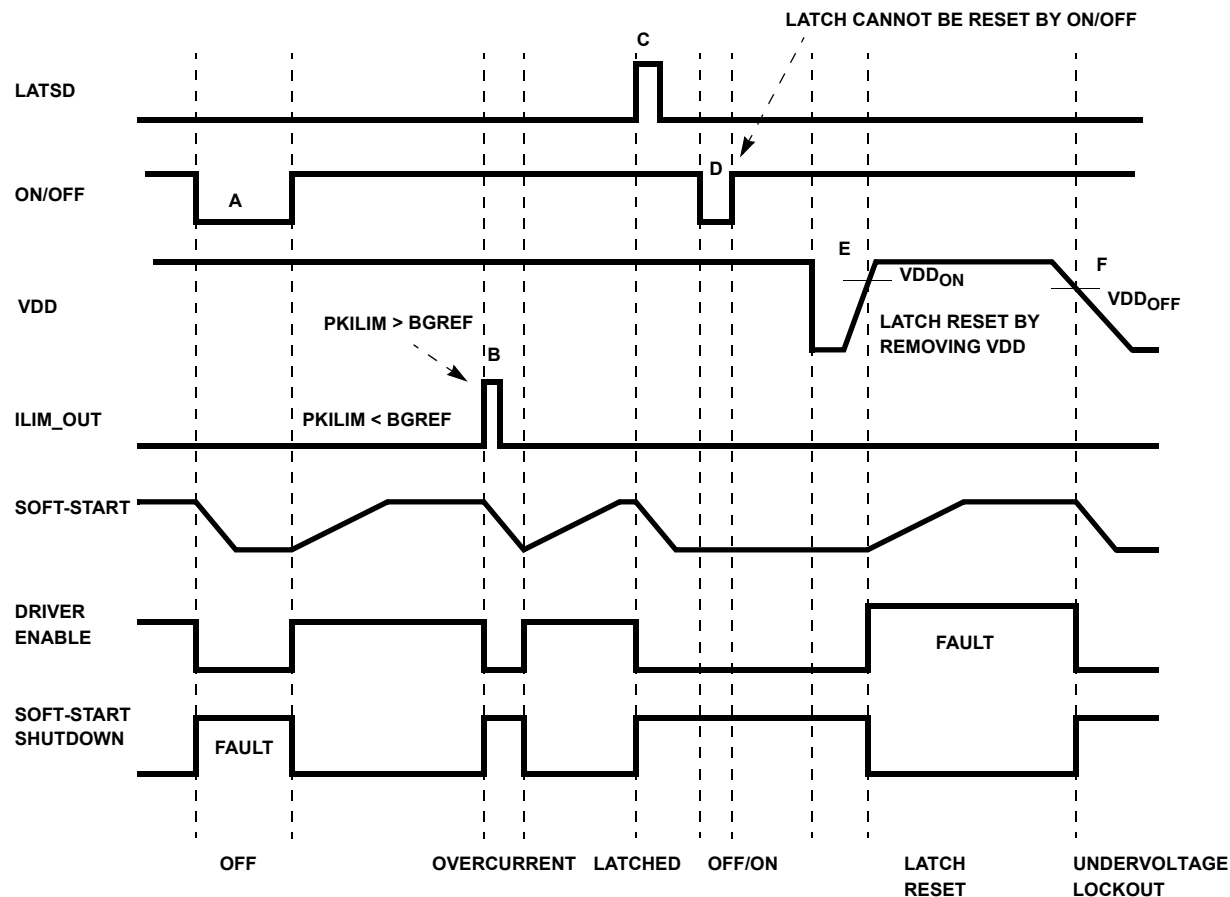 LATCH CANNOT BE RESET BY ON/OFF
C
LATSD
D
ON/OFF
A
E
F
VDDON
VDDOFF
VDD
LATCH RESET BY
REMOVING VDD
PKILIM > BGREF
B
ILIM_OUT
PKILIM < BGREF
SOFT-START
DRIVER
ENABLE
FAULT
SOFT-START
SHUTDOWN
FAULT
OFF
OVERCURRENT
LATCHED
OFF/ON
LATCH
RESET
UNDERVOLTAGE
LOCKOUT